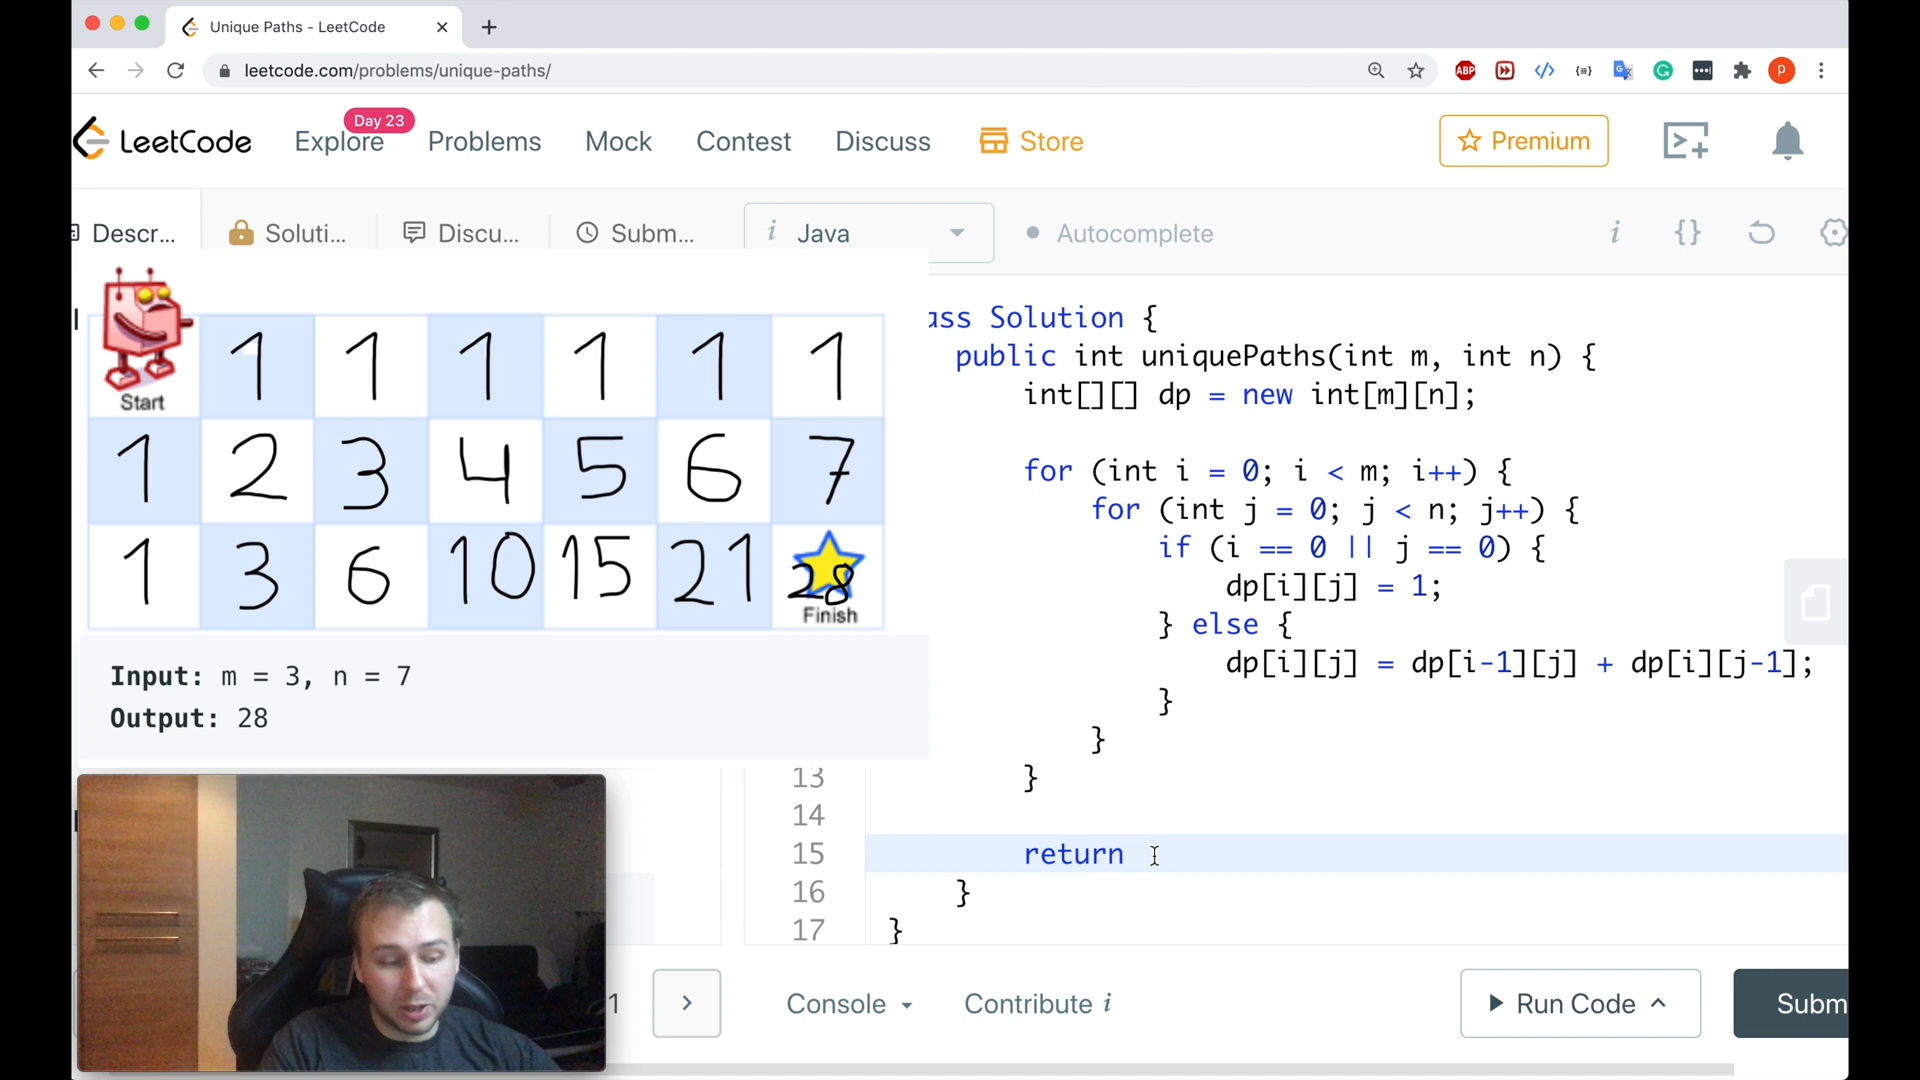 Unique Paths - LeetCode
leetcode.com/problems/unique-paths/
ABP
P
LeetCode
Explore
Day 23
Problems
Mock
Contest
Discuss
Store
Premium
Descr...
Soluti...
Discu...
Subm...
i Java
Autocomplete
i {}
Start
1 1 1 1 1 1
1 2 3 4 5 6 7
1 3 6 10 15 21 28
Finish
Input: m = 3, n = 7
Output: 28
ass Solution {
public int uniquePaths(int m, int n) {
int[][] dp = new int[m][n];
for (int i = 0; i < m; i++) {
for (int j = 0; j < n; j++) {
if (i == 0 || j == 0) {
dp[i][j] = 1;
} else {
dp[i][j] = dp[i-1][j] + dp[i][j-1];
}
}
13 }
14
15 return
16 }
17 }
1
>
Console
Contribute i
Run Code
Subm